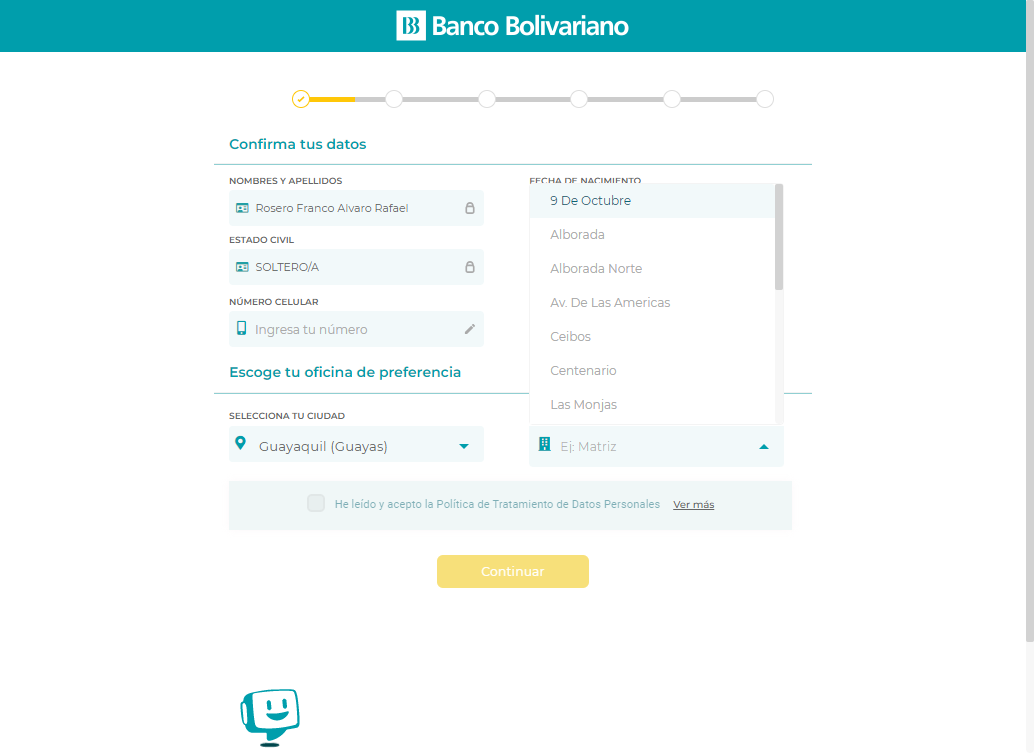 Banco Bolivariano
Confirma tus datos
NOMBRES Y APELLIDOS
Rosero Franco Alvaro Rafael
ESTADO CIVIL
SOLTERO/A
NÚMERO CELULAR
Ingresa tu número
FECHA DE NACIMIENTO
9 De Octubre
Alborada
Alborada Norte
Av. De Las Americas
Ceibos
Centenario
Las Monjas
Escoge tu oficina de preferencia
SELECCIONA TU CIUDAD
Guayaquil (Guayas)
Ej: Matriz
He leído y acepto la Política de Tratamiento de Datos Personales Ver más
Continuar